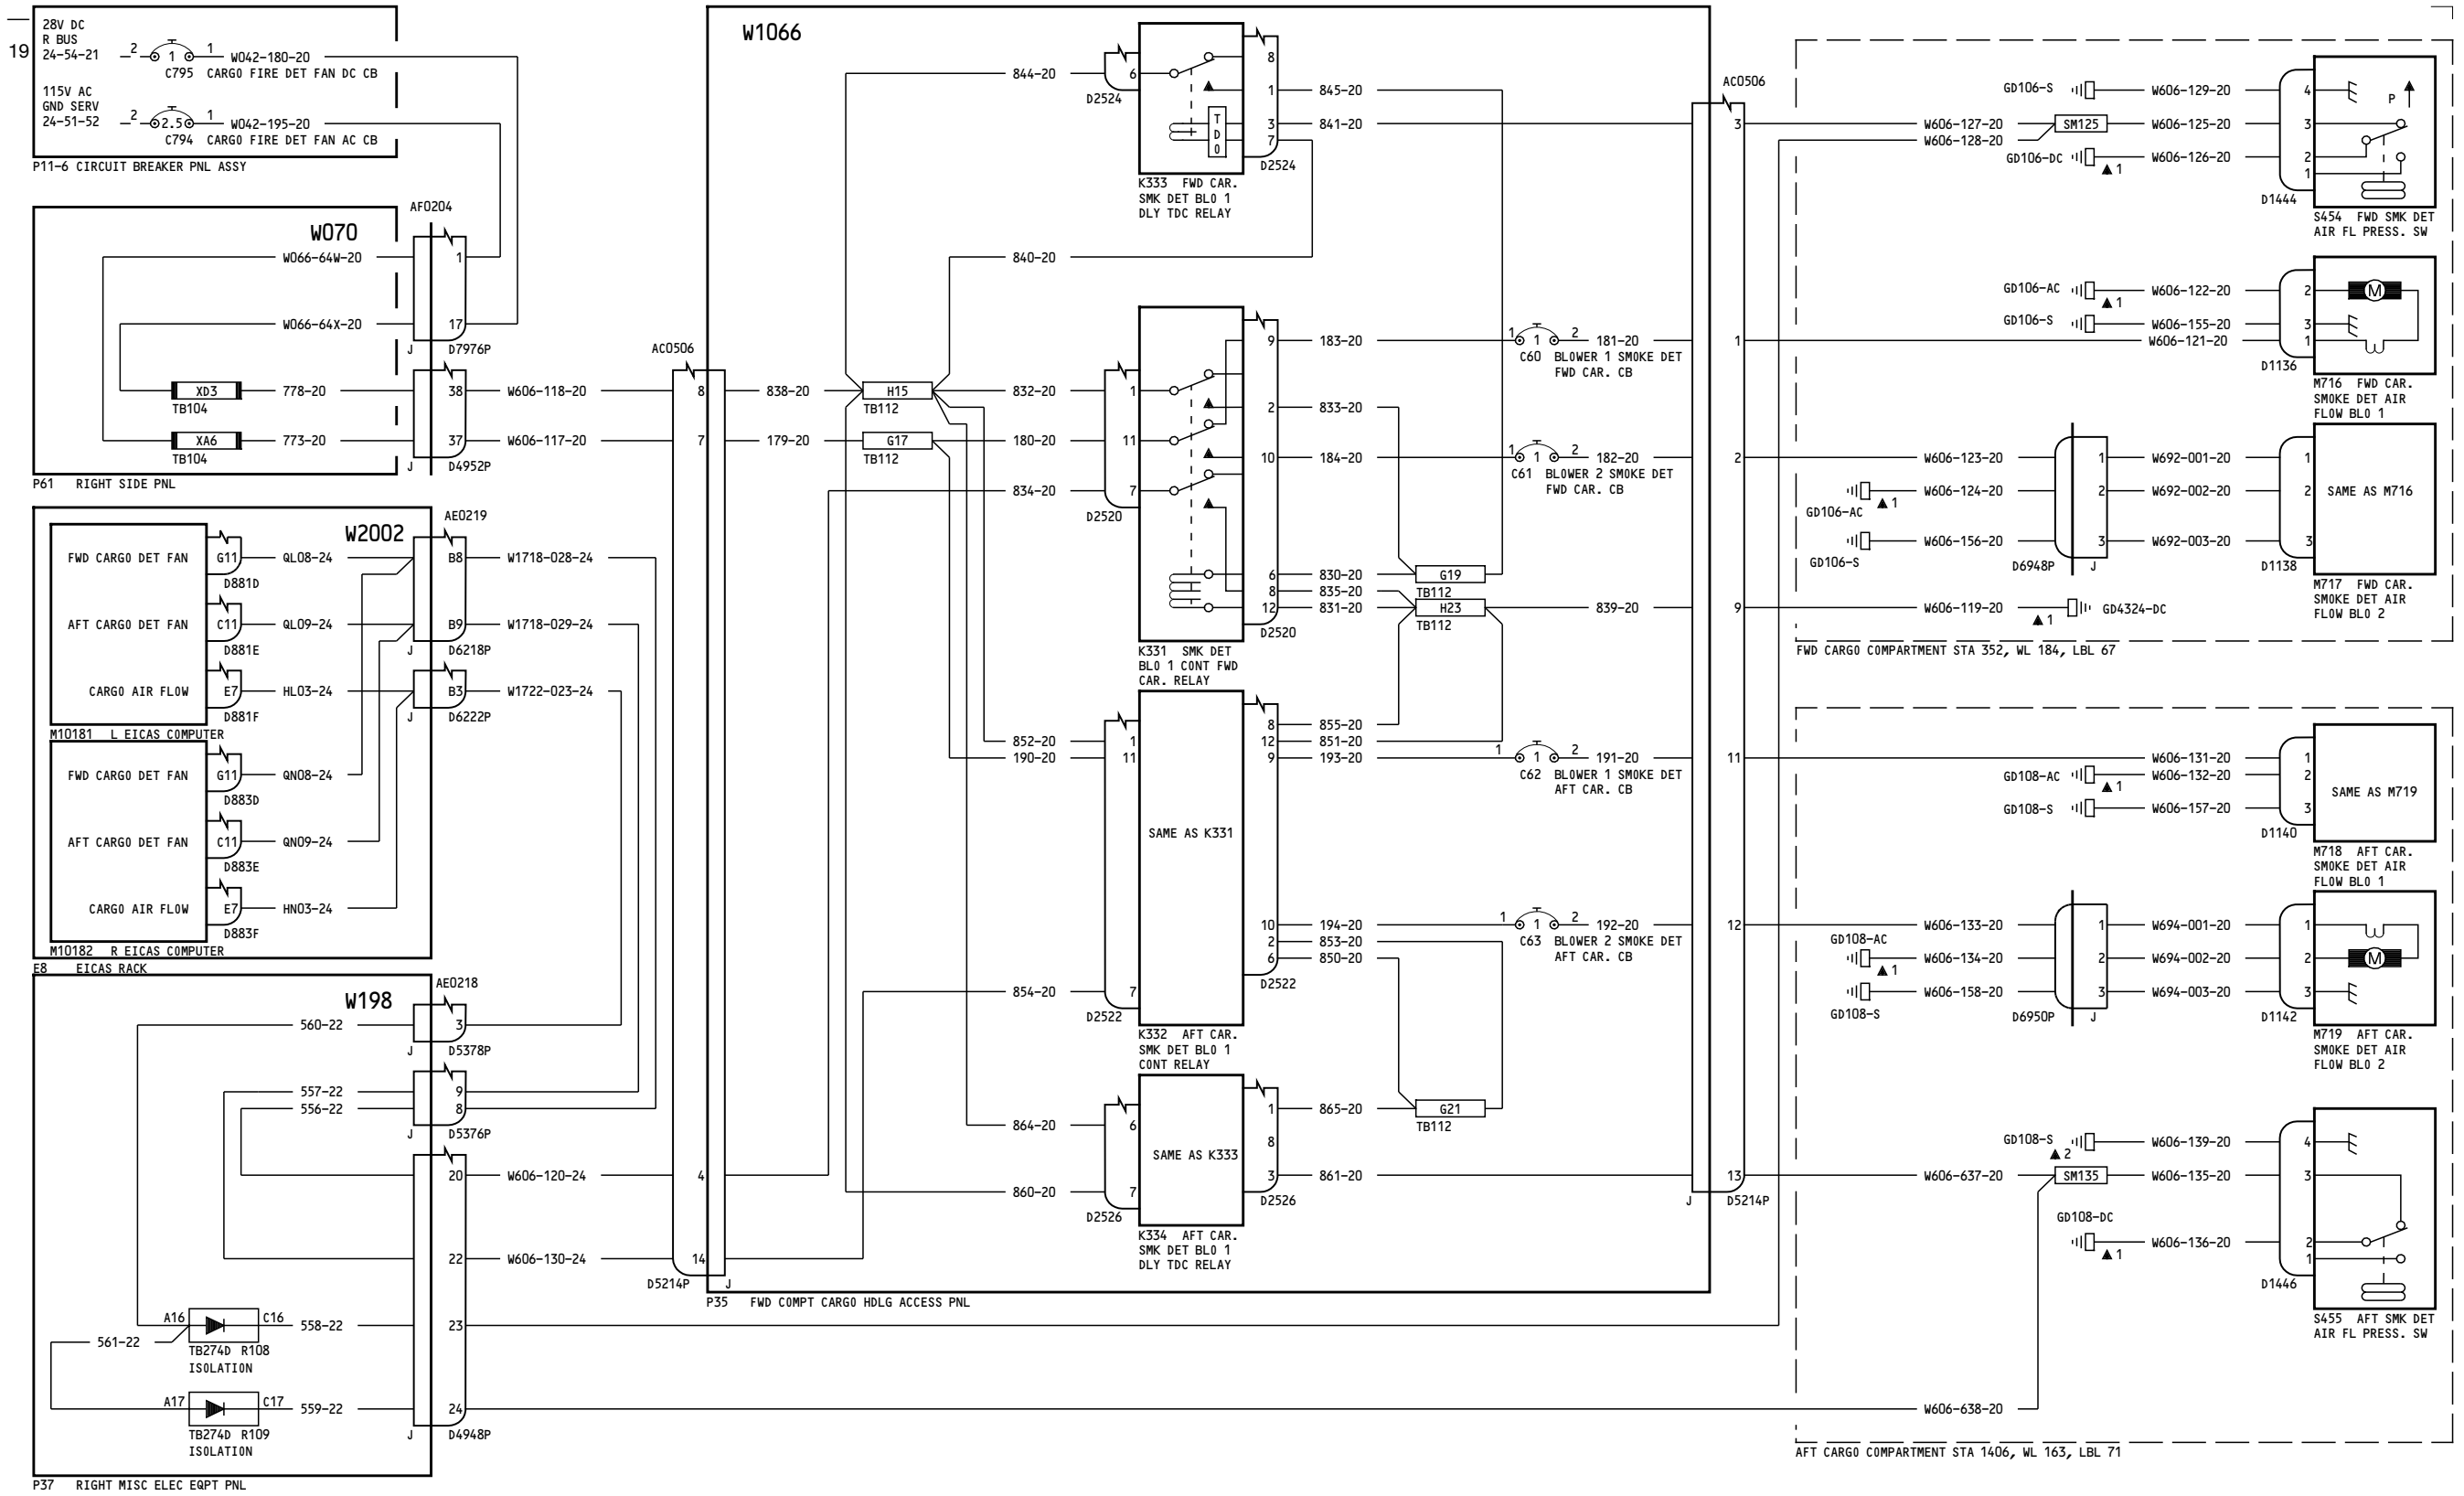 19
28V DC
R BUS
24-54-21
2 1 1 W042-180-20
C795 CARGO FIRE DET FAN DC CB
115V AC
GND SERV
24-51-52
2 2.5 1 W042-195-20
C794 CARGO FIRE DET FAN AC CB
P11-6 CIRCUIT BREAKER PNL ASSY
AF0204
W070
W066-64W-20 1
W066-64X-20 17
J D7976P
XD3 778-20 38 W606-118-20
TB104
XA6 773-20 37 W606-117-20
TB104 J D4952P
P61 RIGHT SIDE PNL
AE0219
W2002
FWD CARGO DET FAN G11 QL08-24 B8 W1718-028-24
D881D
AFT CARGO DET FAN C11 QL09-24 B9 W1718-029-24
D881E J D6218P
CARGO AIR FLOW E7 HL03-24 B3 W1722-023-24
D881F J D6222P
M10181 L EICAS COMPUTER
FWD CARGO DET FAN G11 QN08-24
D883D
AFT CARGO DET FAN C11 QN09-24
D883E
CARGO AIR FLOW E7 HN03-24
D883F
M10182 R EICAS COMPUTER
E8 EICAS RACK
AE0218
W198
560-22 3
J D5378P
557-22 9
556-22 8
J D5376P
20 W606-120-24
22 W606-130-24
A16 C16 558-22 23
561-22
TB274D R108
ISOLATION
A17 C17 559-22 24
TB274D R109
ISOLATION
J D4948P
P37 RIGHT MISC ELEC EQPT PNL
W1066
AC0506
8 838-20 H15
TB112
7 179-20 G17
TB112
4
14
D5214P J
P35 FWD COMPT CARGO HDLG ACCESS PNL
844-20 6
D2524
T
D
O
8
1 845-20
3 841-20
7
D2524
K333 FWD CAR.
SMK DET BLO 1
DLY TDC RELAY
840-20
832-20 1
180-20 11
834-20 7
D2520
9 183-20 1 1 2 181-20
C60 BLOWER 1 SMOKE DET
FWD CAR. CB
2 833-20
10 184-20 1 1 2 182-20
C61 BLOWER 2 SMOKE DET
FWD CAR. CB
6 830-20 G19
8 835-20 TB112
12 831-20 H23 839-20
D2520 TB112
K331 SMK DET
BLO 1 CONT FWD
CAR. RELAY
852-20 1
190-20 11
SAME AS K331
854-20 7
D2522
8 855-20
12 851-20
9 193-20 1 1 2 191-20
C62 BLOWER 1 SMOKE DET
AFT CAR. CB
10 194-20 1 1 2 192-20
C63 BLOWER 2 SMOKE DET
AFT CAR. CB
2 853-20
6 850-20
D2522
K332 AFT CAR.
SMK DET BLO 1
CONT RELAY
864-20 6
SAME AS K333
860-20 7
D2526
1 865-20 G21
TB112
8
3 861-20
D2526
K334 AFT CAR.
SMK DET BLO 1
DLY TDC RELAY
AC0506
3
1
2
9
11
12
13
J D5214P
GD106-S W606-129-20 4 P
W606-127-20 SM125 W606-125-20 3
W606-128-20
GD106-DC 1 W606-126-20 2
1
D1444
S454 FWD SMK DET
AIR FL PRESS. SW
GD106-AC 1 W606-122-20 2 M
GD106-S W606-155-20 3
W606-121-20 1
D1136
M716 FWD CAR.
SMOKE DET AIR
FLOW BLO 1
W606-123-20 1 W692-001-20 1
GD106-AC 1 W606-124-20 2 W692-002-20 2 SAME AS M716
GD106-S W606-156-20 3 W692-003-20 3
D6948P J D1138
M717 FWD CAR.
SMOKE DET AIR
FLOW BLO 2
W606-119-20 1 GD4324-DC
FWD CARGO COMPARTMENT STA 352, WL 184, LBL 67
W606-131-20 1
GD108-AC 1 W606-132-20 2
SAME AS M719
GD108-S W606-157-20 3
D1140
M718 AFT CAR.
SMOKE DET AIR
FLOW BLO 1
W606-133-20 1 W694-001-20 1
GD108-AC 1 W606-134-20 2 W694-002-20 2 M
GD108-S W606-158-20 3 W694-003-20 3
D6950P J D1142
M719 AFT CAR.
SMOKE DET AIR
FLOW BLO 2
GD108-S 2 W606-139-20 4
W606-637-20 SM135 W606-135-20 3
GD108-DC 1 W606-136-20 2
1
D1446
S455 AFT SMK DET
AIR FL PRESS. SW
W606-638-20
AFT CARGO COMPARTMENT STA 1406, WL 163, LBL 71